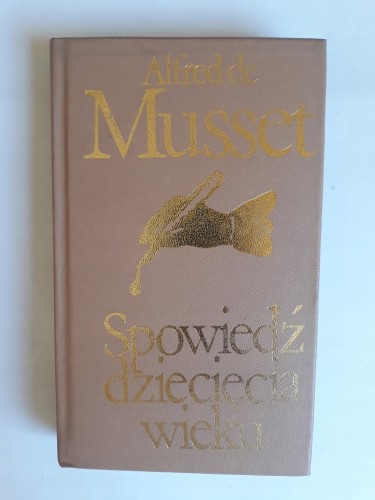 Alfred de
Musset
Spowiedź
dziecięcia
wieku